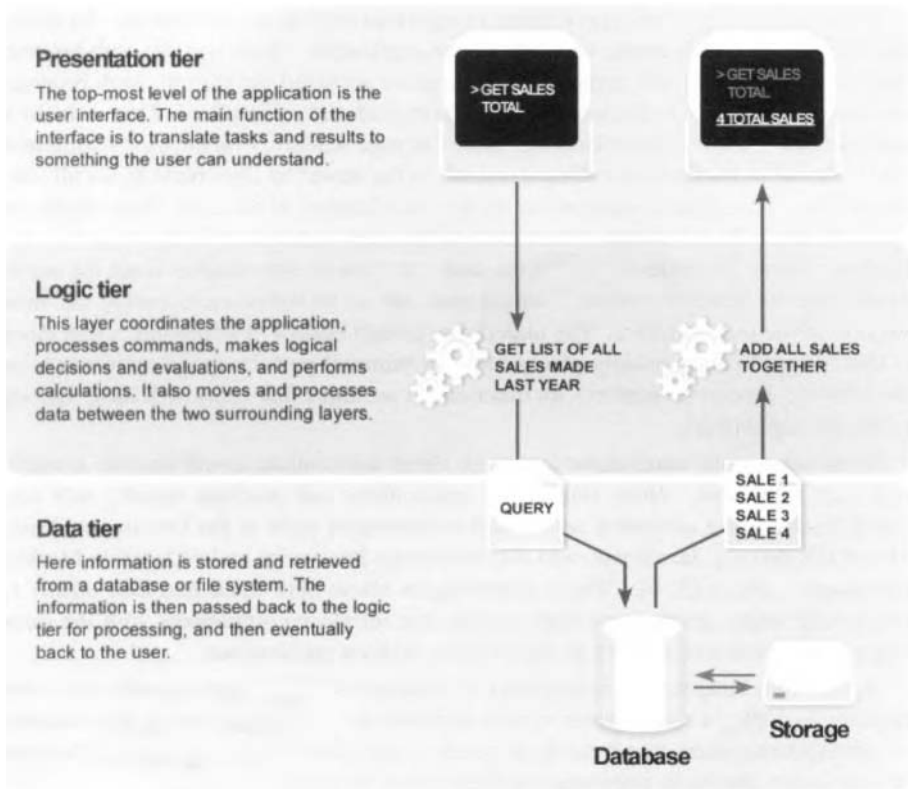 Presentation tier
The top-most level of the application is the
user interface. The main function of the
interface is to translate tasks and results to
something the user can understand.
>GET SALES
TOTAL
>GET SALES
TOTAL
4 TOTAL SALES
Logic tier
This layer coordinates the application,
processes commands, makes logical
decisions and evaluations, and performs
calculations. It also moves and processes
data between the two surrounding layers.
GET LIST OF ALL
SALES MADE
LAST YEAR
ADD ALL SALES
TOGETHER
Data tier
Here information is stored and retrieved
from a database or file system. The
information is then passed back to the logic
tier for processing, and then eventually
back to the user.
QUERY
SALE 1
SALE 2
SALE 3
SALE 4
Database
Storage